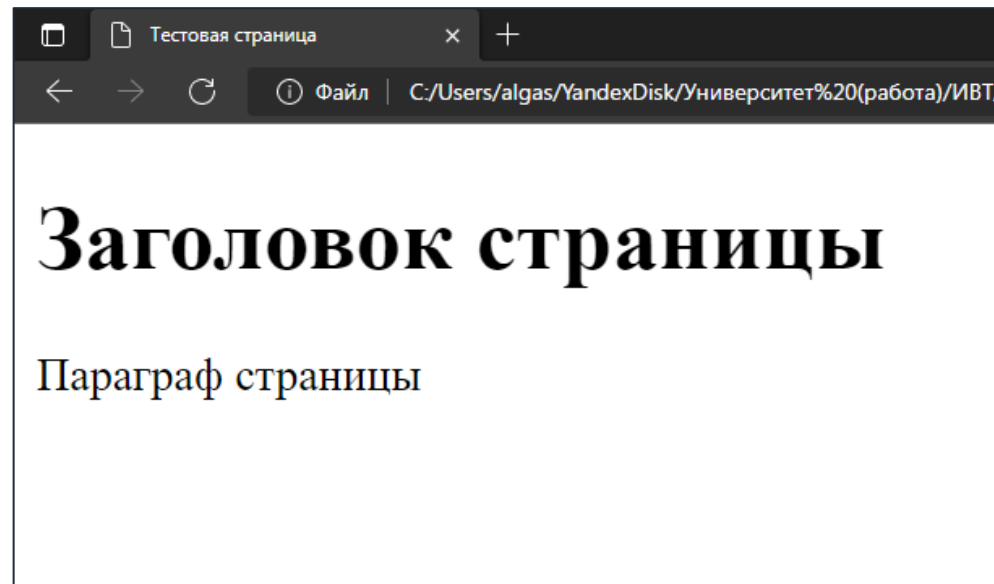 Тестовая страница
Файл C:/Users/algas/YandexDisk/Университет%20(работа)/ИВТ/
Заголовок страницы
Параграф страницы